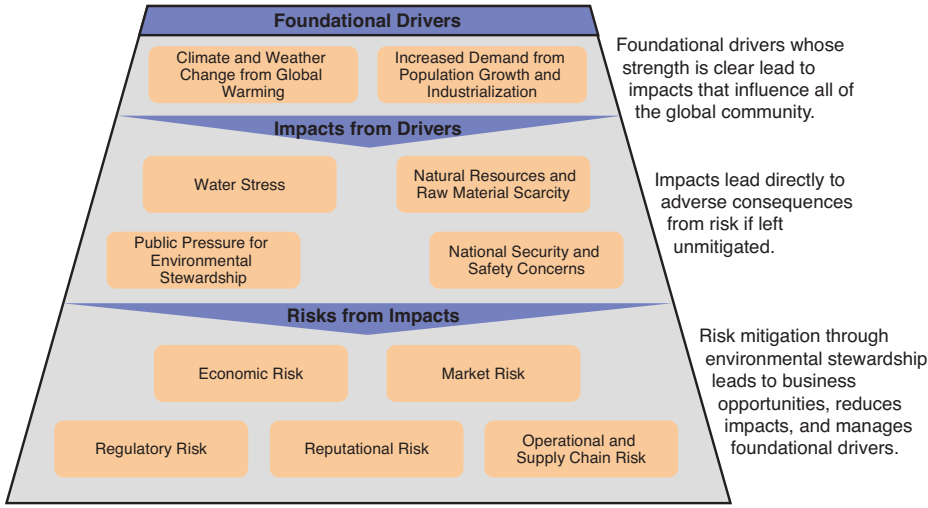 Foundational Drivers
Climate and Weather
Change from Global
Warming
Increased Demand from
Population Growth and
Industrialization
Foundational drivers whose
strength is clear lead to
impacts that influence all of
the global community.
Impacts from Drivers
Water Stress
Natural Resources and
Raw Material Scarcity
Public Pressure for
Environmental
Stewardship
National Security and
Safety Concerns
Impacts lead directly to
adverse consequences
from risk if left
unmitigated.
Risks from Impacts
Economic Risk
Market Risk
Regulatory Risk
Reputational Risk
Operational and
Supply Chain Risk
Risk mitigation through
environmental stewardship
leads to business
opportunities, reduces
impacts, and manages
foundational drivers.